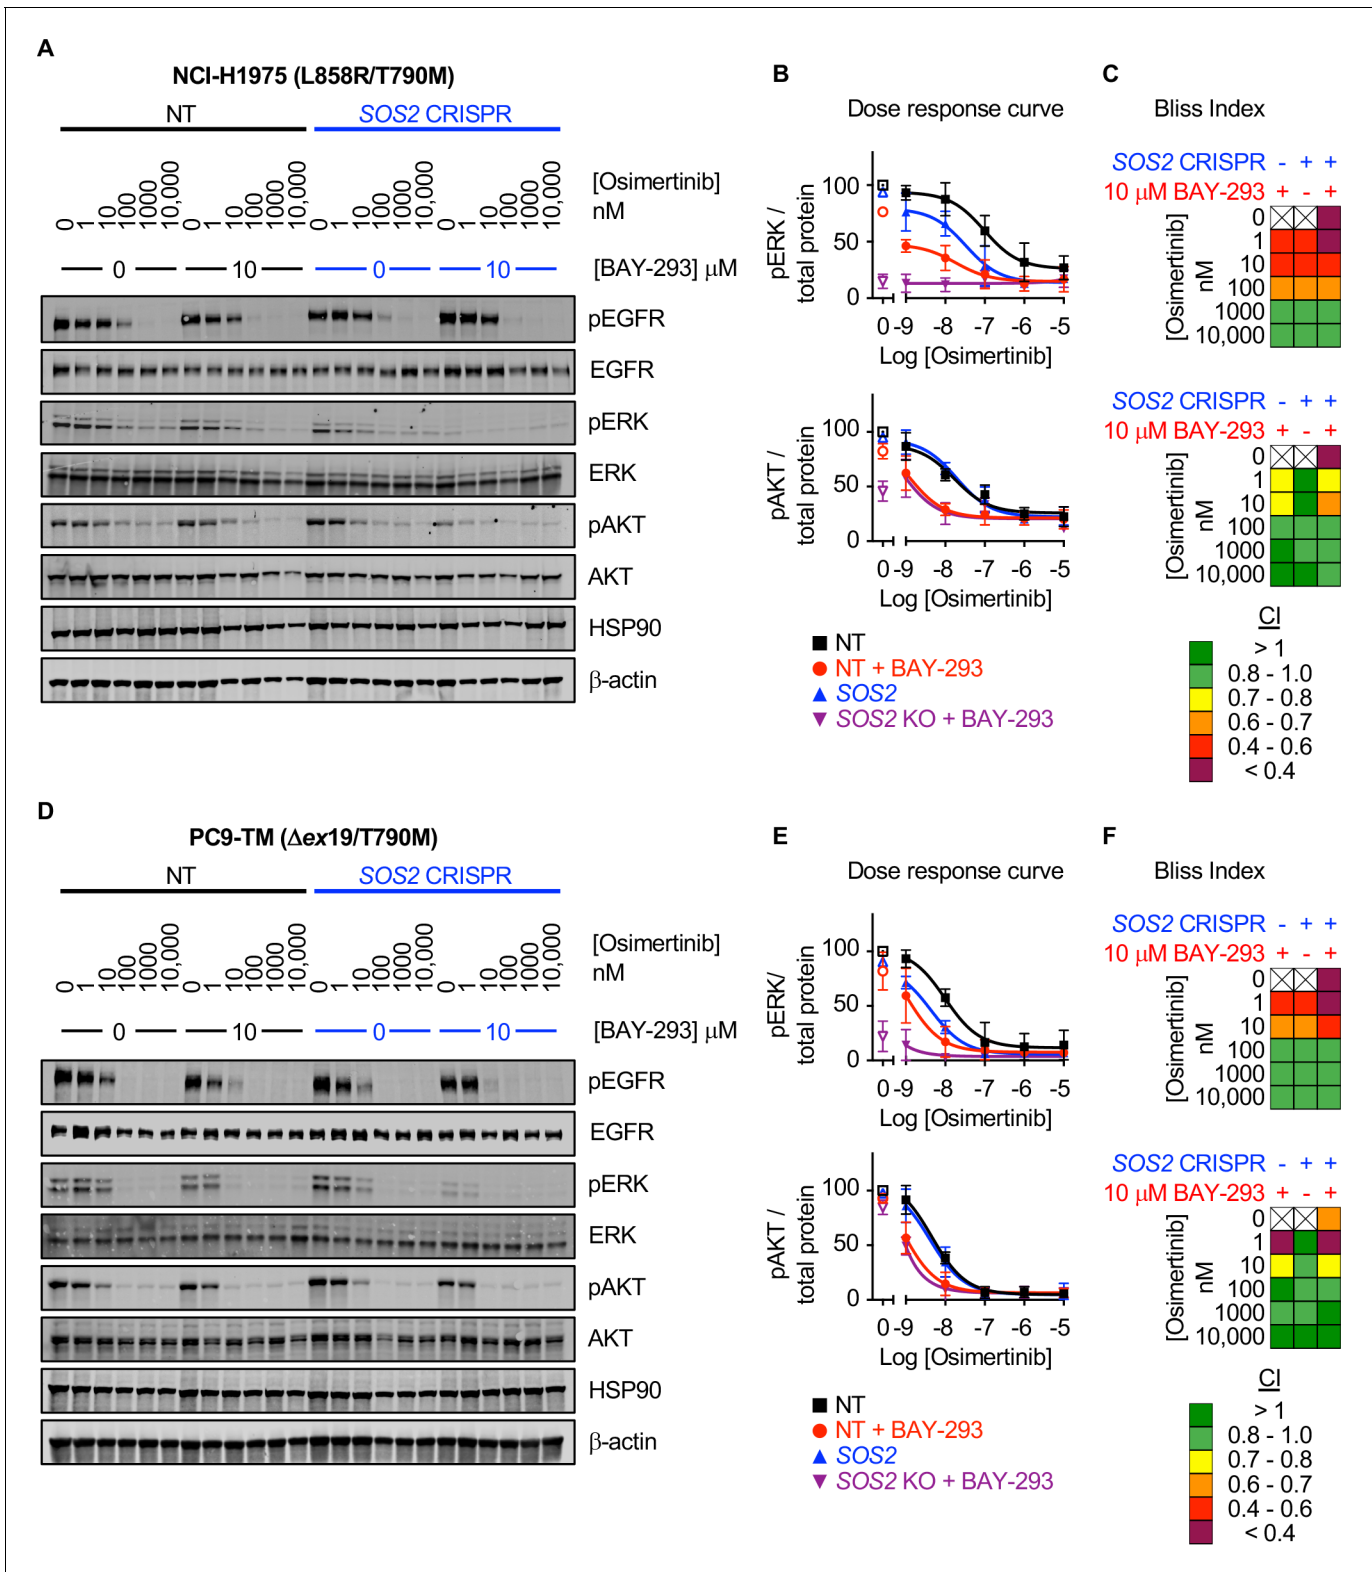 A
NCI-H1975 (L858R/T790M)
NT SOS2 CRISPR
0 1 10 100 1000 10,000 0 1 10 100 1000 10,000 0 1 10 100 1000 10,000 0 1 10 100 1000 10,000
[Osimertinib]
nM
0 10 0 10 [BAY-293] μM
pEGFR
EGFR
pERK
ERK
pAKT
AKT
HSP90
β-actin
B
Dose response curve
pERK /
total protein
100
50
0
0 -9 -8 -7 -6 -5
Log [Osimertinib]
pAKT /
total protein
100
50
0
0 -9 -8 -7 -6 -5
Log [Osimertinib]
NT
NT + BAY-293
SOS2
SOS2 KO + BAY-293
C
Bliss Index
SOS2 CRISPR - + +
10 μM BAY-293 + - +
[Osimertinib]
nM
0
1
10
100
1000
10,000
SOS2 CRISPR - + +
10 μM BAY-293 + - +
[Osimertinib]
nM
0
1
10
100
1000
10,000
CI
> 1
0.8 - 1.0
0.7 - 0.8
0.6 - 0.7
0.4 - 0.6
< 0.4
D
PC9-TM (Δex19/T790M)
NT SOS2 CRISPR
0 1 10 100 1000 10,000 0 1 10 100 1000 10,000 0 1 10 100 1000 10,000 0 1 10 100 1000 10,000
[Osimertinib]
nM
0 10 0 10 [BAY-293] μM
pEGFR
EGFR
pERK
ERK
pAKT
AKT
HSP90
β-actin
E
Dose response curve
pERK/
total protein
100
50
0
0 -9 -8 -7 -6 -5
Log [Osimertinib]
pAKT /
total protein
100
50
0
0 -9 -8 -7 -6 -5
Log [Osimertinib]
NT
NT + BAY-293
SOS2
SOS2 KO + BAY-293
F
Bliss Index
SOS2 CRISPR - + +
10 μM BAY-293 + - +
[Osimertinib]
nM
0
1
10
100
1000
10,000
SOS2 CRISPR - + +
10 μM BAY-293 + - +
[Osimertinib]
nM
0
1
10
100
1000
10,000
CI
> 1
0.8 - 1.0
0.7 - 0.8
0.6 - 0.7
0.4 - 0.6
< 0.4